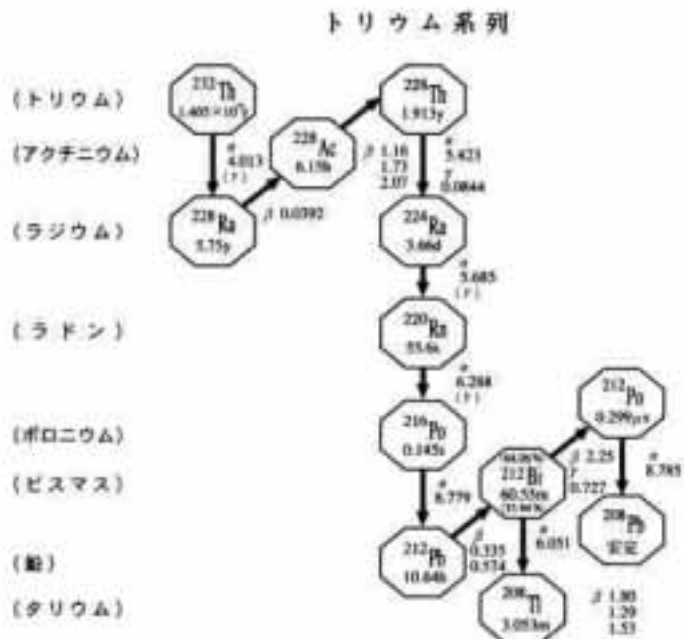 トリウム系列
(トリウム)
232Th
228Th
1.913y
(アクチニウム)
228Ac
6.15h
α
4.013
(γ)
β 1.16
1.73
2.07
α
5.423
γ
0.0844
(ラジウム)
228Ra
5.75y
β 0.0392
224Ra
3.66d
α
5.685
(γ)
(ラドン)
220Rn
55.6s
α
6.288
(γ)
(ポロニウム)
216Po
0.145s
212Po
α
6.779
(ビスマス)
212Bi
60.55m
β 2.25
γ
0.727
α
8.785
208Pb
安定
(鉛)
212Pb
10.64h
β
0.335
0.574
α
6.051
(タリウム)
208Tl
3.053m
β 1.80
1.29
1.53